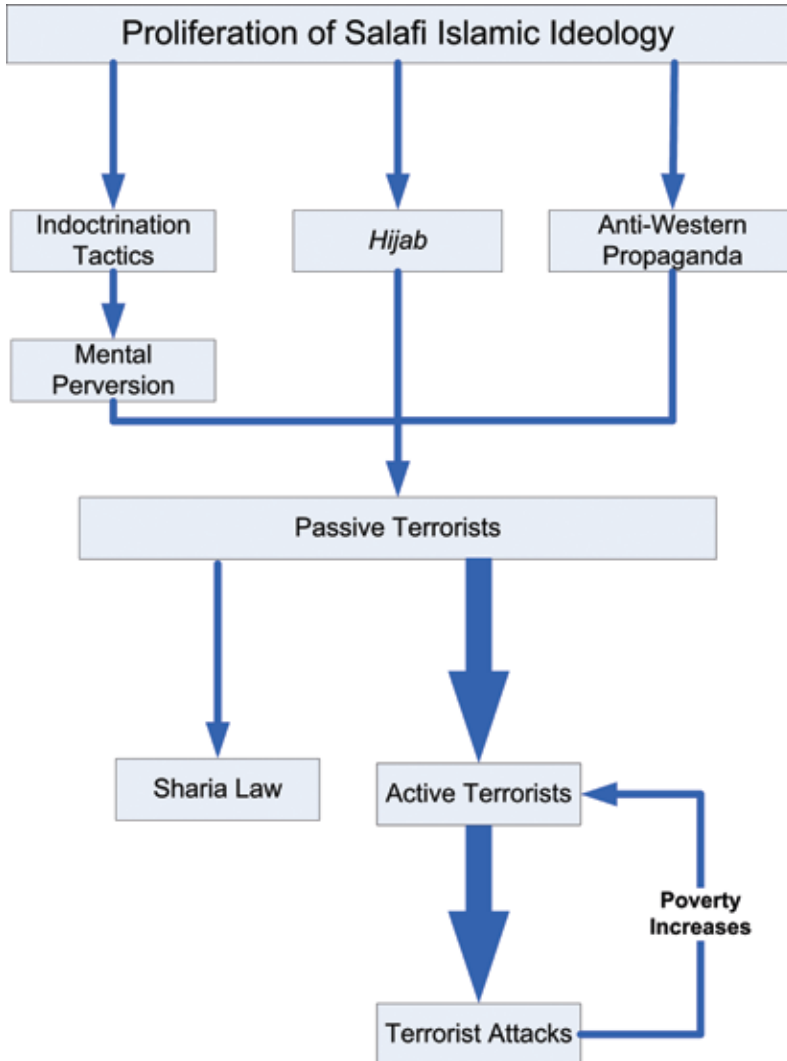 Proliferation of Salafi Islamic Ideology
Indoctrination
Tactics
Hijab
Anti-Western
Propaganda
Mental
Perversion
Passive Terrorists
Sharia Law
Active Terrorists
Poverty
Increases
Terrorist Attacks